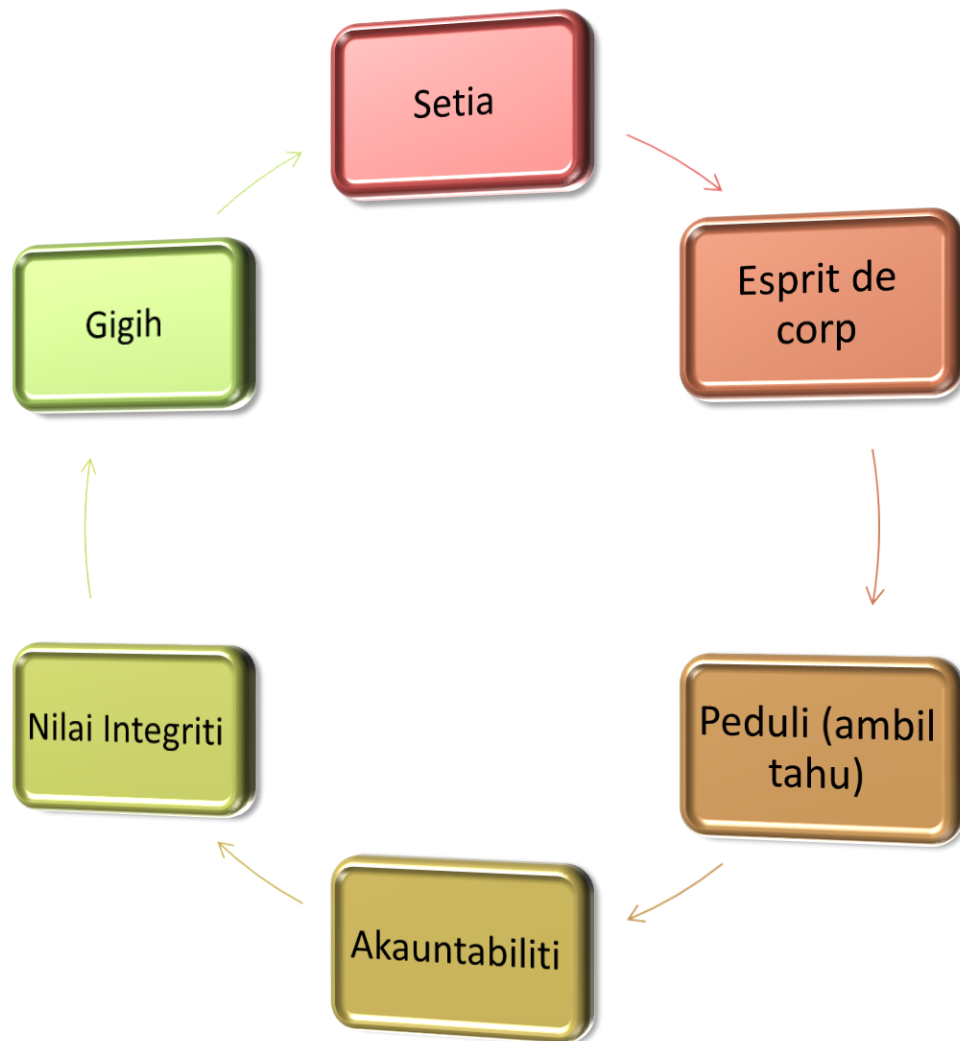 Setia
Esprit de
corp
Peduli (ambil
tahu)
Akauntabiliti
Nilai Integriti
Gigih